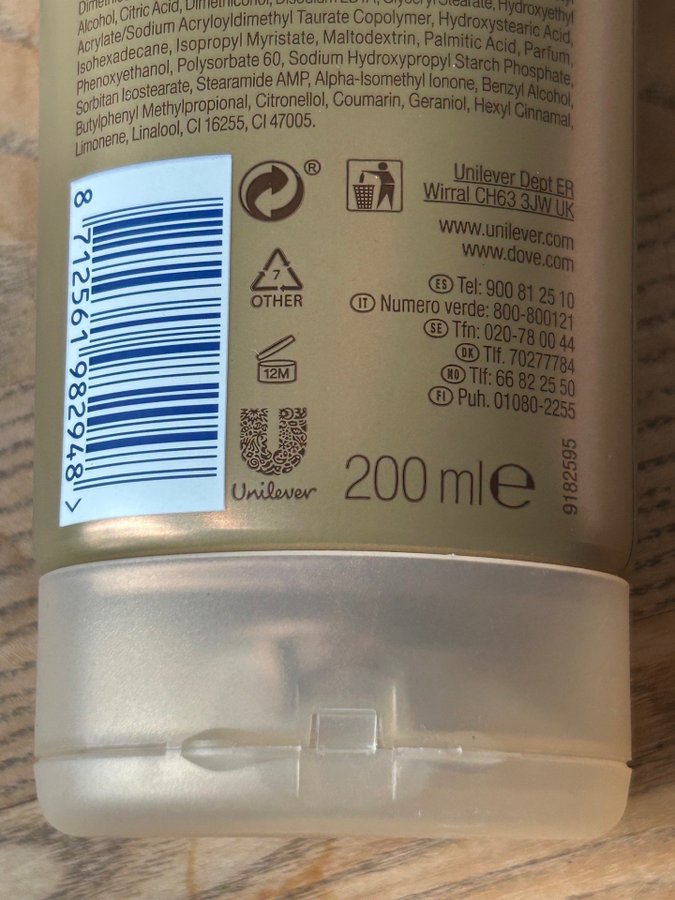 Alcohol, Citric Acid, Dimethiconol, Disodium EDTA, Glyceryl Stearate, Hydroxyethyl
Acrylate/Sodium Acryloyldimethyl Taurate Copolymer, Hydroxystearic Acid,
Isohexadecane, Isopropyl Myristate, Maltodextrin, Palmitic Acid, Parfum,
Phenoxyethanol, Polysorbate 60, Sodium Hydroxypropyl Starch Phosphate,
Sorbitan Isostearate, Stearamide AMP, Alpha-Isomethyl Ionone, Benzyl Alcohol,
Butylphenyl Methylpropional, Citronellol, Coumarin, Geraniol, Hexyl Cinnamal,
Limonene, Linalool, CI 16255, CI 47005.
8 712561 982948 >
®
7
OTHER
12M
Unilever
Unilever Dept ER
Wirral CH63 3JW UK
www.unilever.com
www.dove.com
ES Tel: 900 81 25 10
IT Numero verde: 800-800121
SE Tfn: 020-78 00 44
DK Tlf. 70277784
NO Tlf: 66 82 25 50
FI Puh. 01080-2255
200 ml e
9182595